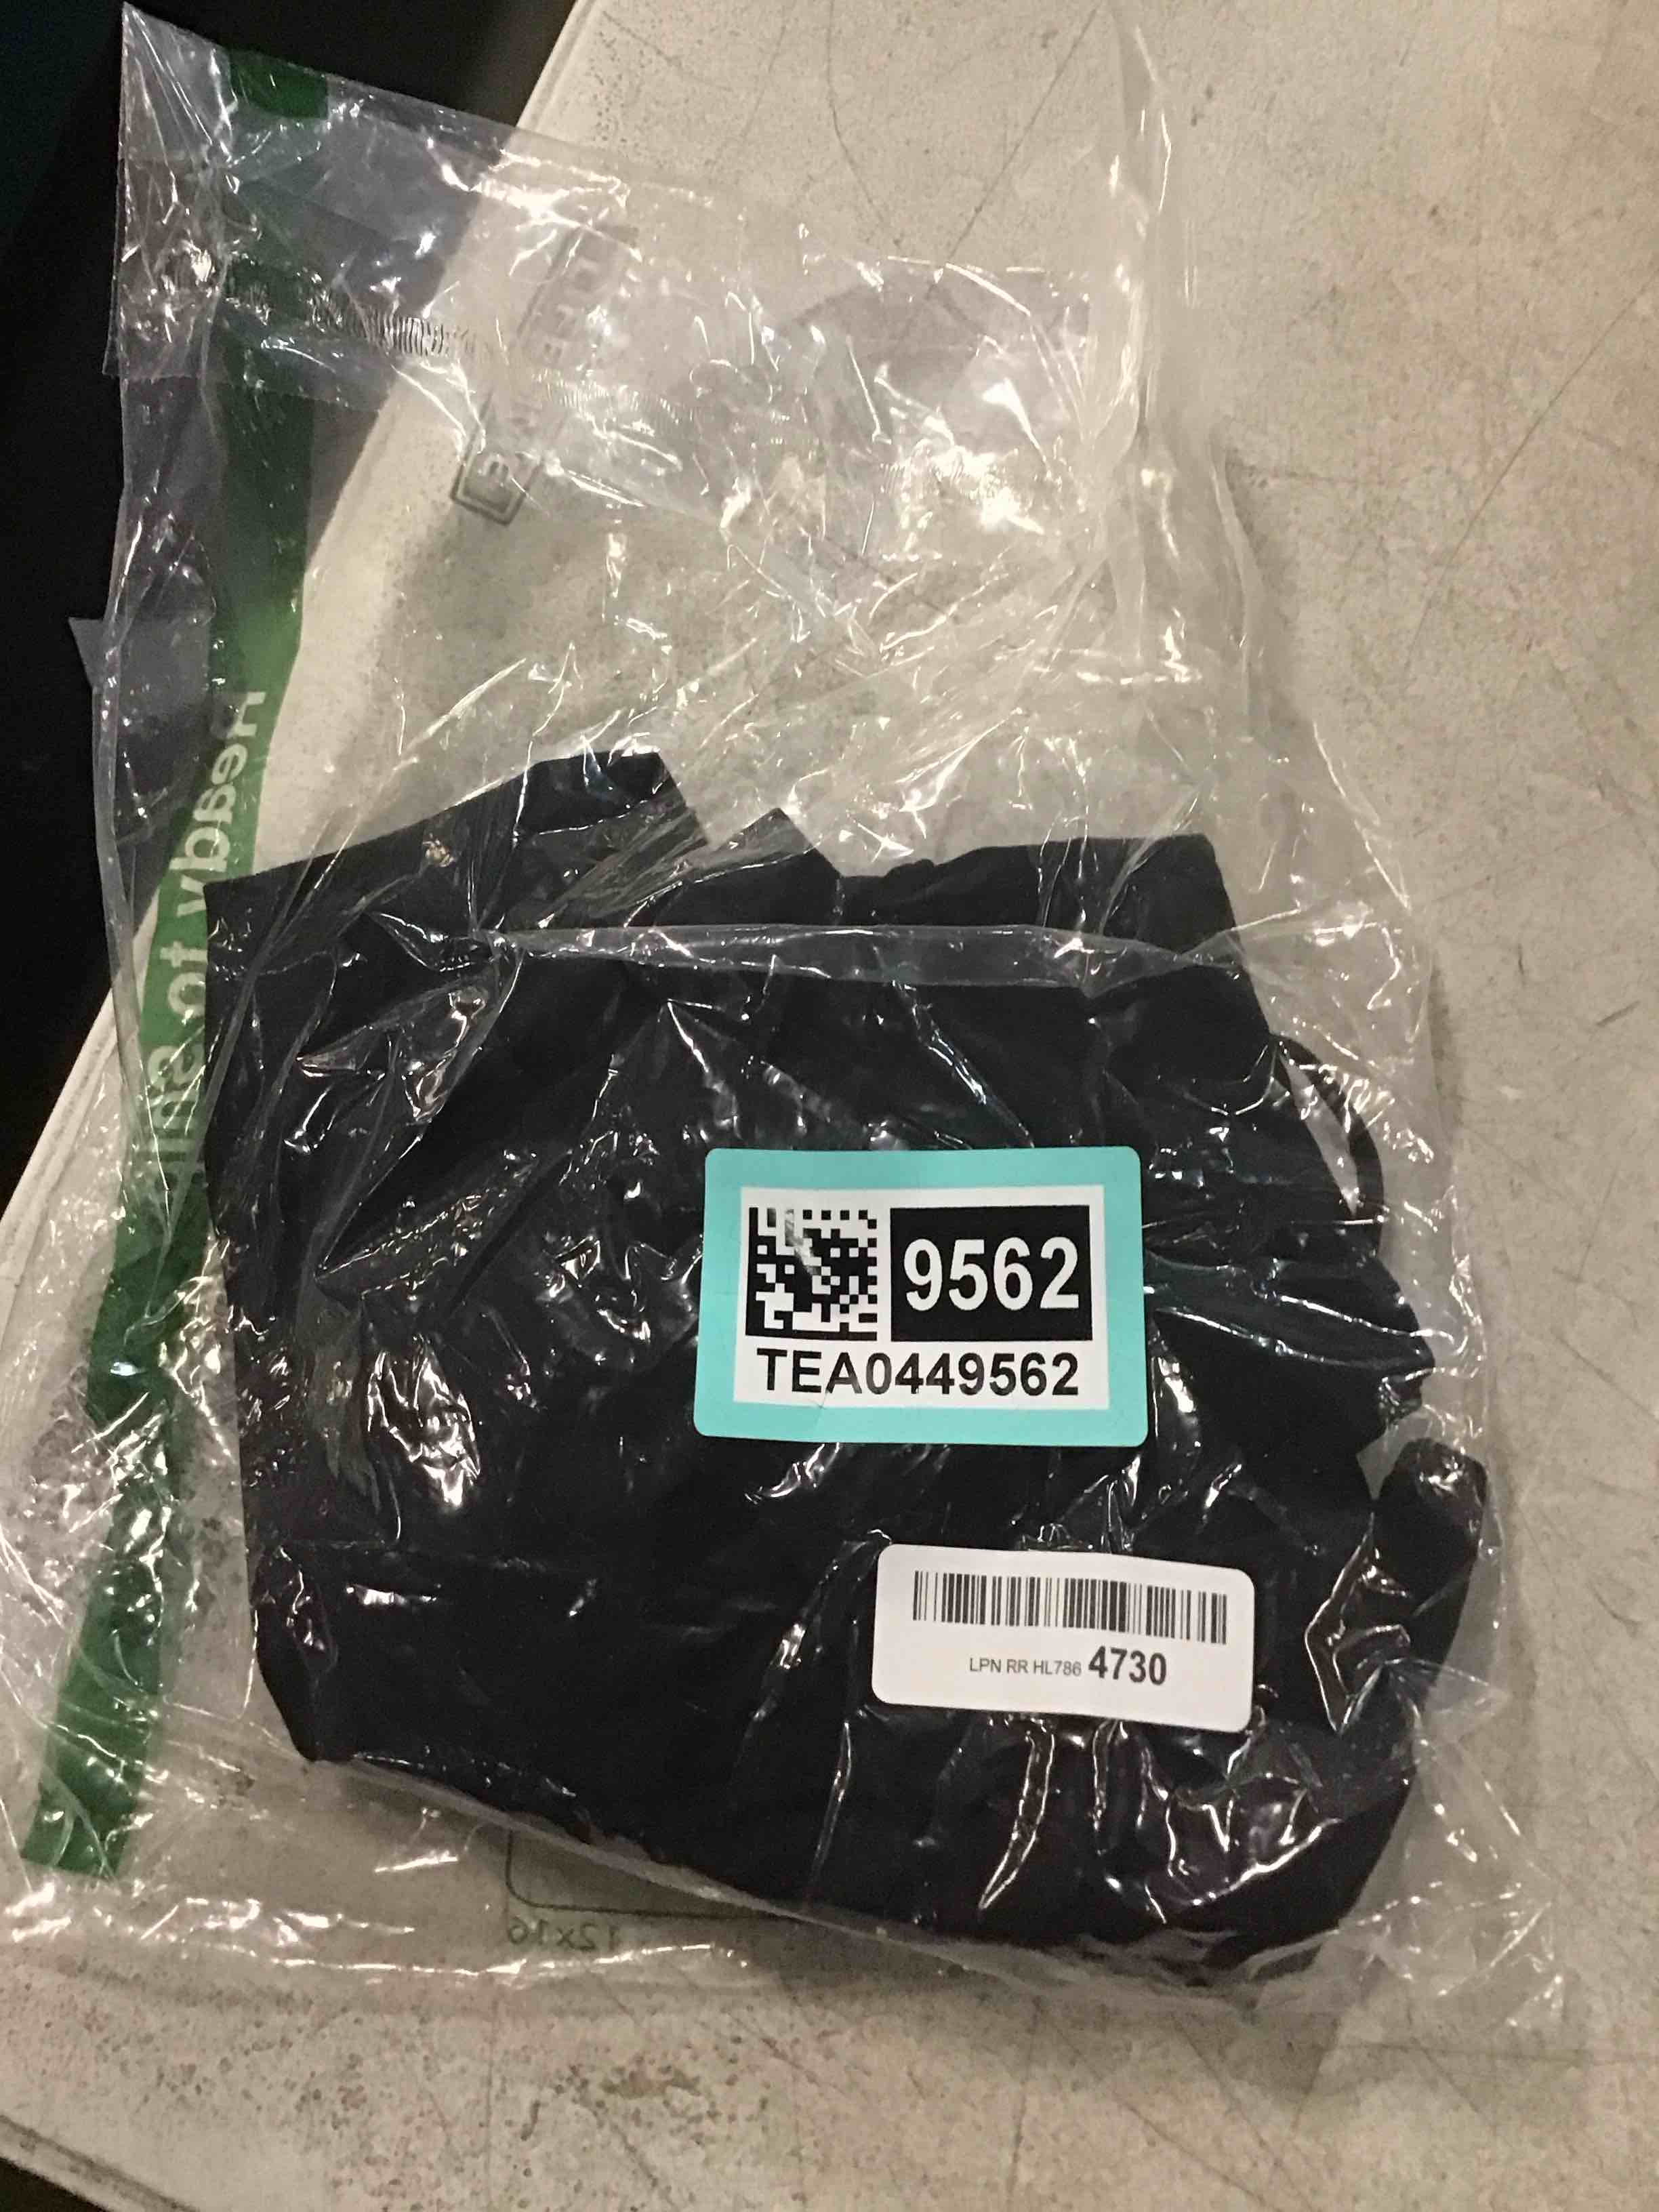 Ready to Ship
9562
TEA0449562
LPN RR HL786 4730
12x16